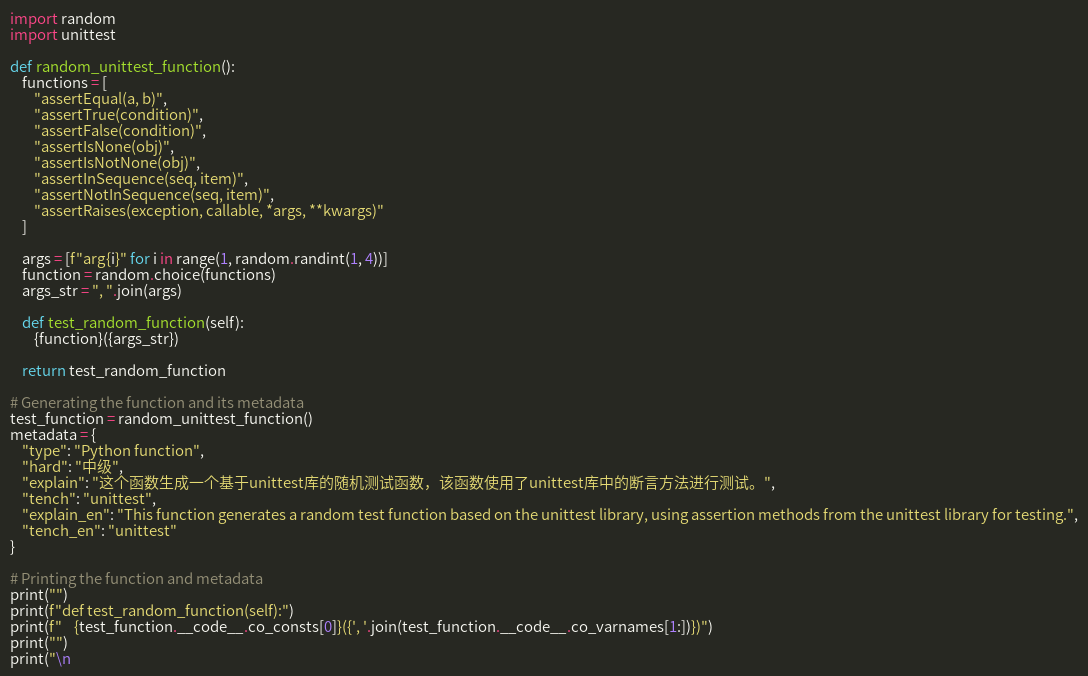 import random
import unittest

def random_unittest_function():
    functions = [
        "assertEqual(a, b)",
        "assertTrue(condition)",
        "assertFalse(condition)",
        "assertIsNone(obj)",
        "assertIsNotNone(obj)",
        "assertInSequence(seq, item)",
        "assertNotInSequence(seq, item)",
        "assertRaises(exception, callable, *args, **kwargs)"
    ]

    args = [f"arg{i}" for i in range(1, random.randint(1, 4))]
    function = random.choice(functions)
    args_str = ", ".join(args)

    def test_random_function(self):
        {function}({args_str})

    return test_random_function

# Generating the function and its metadata
test_function = random_unittest_function()
metadata = {
    "type": "Python function",
    "hard": "中级",
    "explain": "这个函数生成一个基于unittest库的随机测试函数，该函数使用了unittest库中的断言方法进行测试。",
    "tench": "unittest",
    "explain_en": "This function generates a random test function based on the unittest library, using assertion methods from the unittest library for testing.",
    "tench_en": "unittest"
}

# Printing the function and metadata
print("")
print(f"def test_random_function(self):")
print(f"    {test_function.__code__.co_consts[0]}({', '.join(test_function.__code__.co_varnames[1:])})")
print("")
print("\n